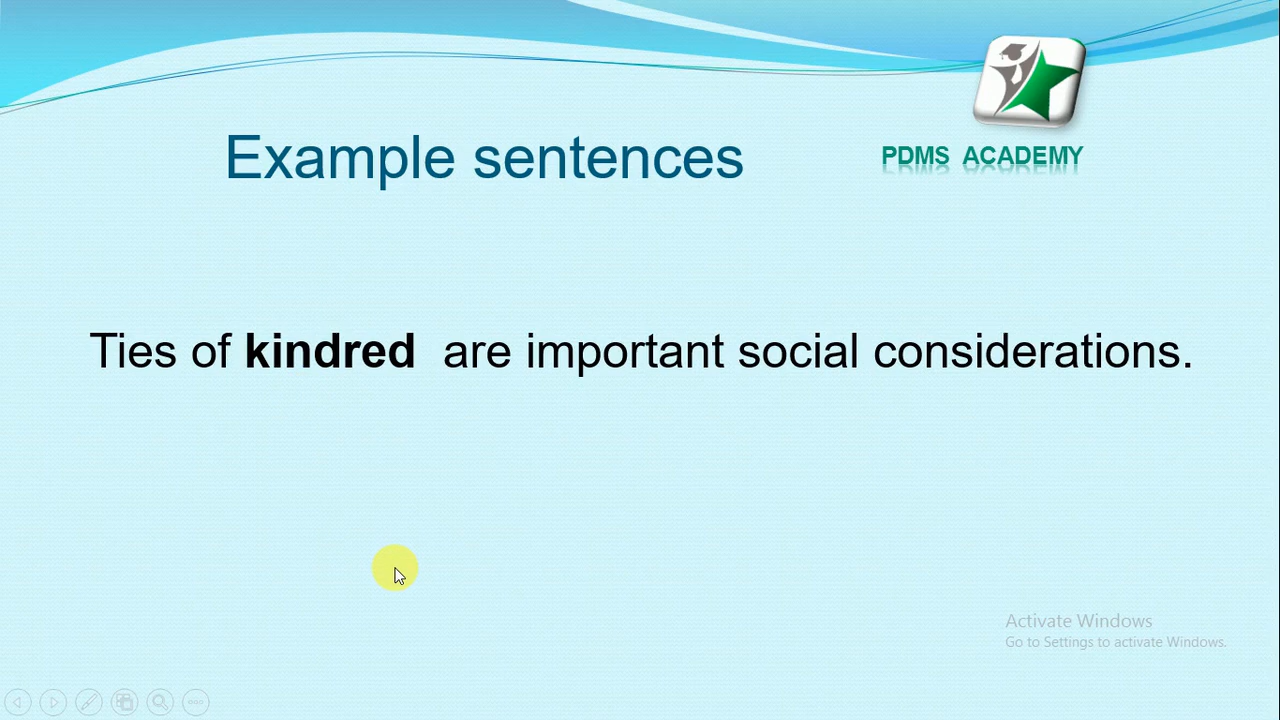 Example sentences
PDMS ACADEMY
Ties of kindred are important social considerations.
Activate Windows
Go to Settings to activate Windows.